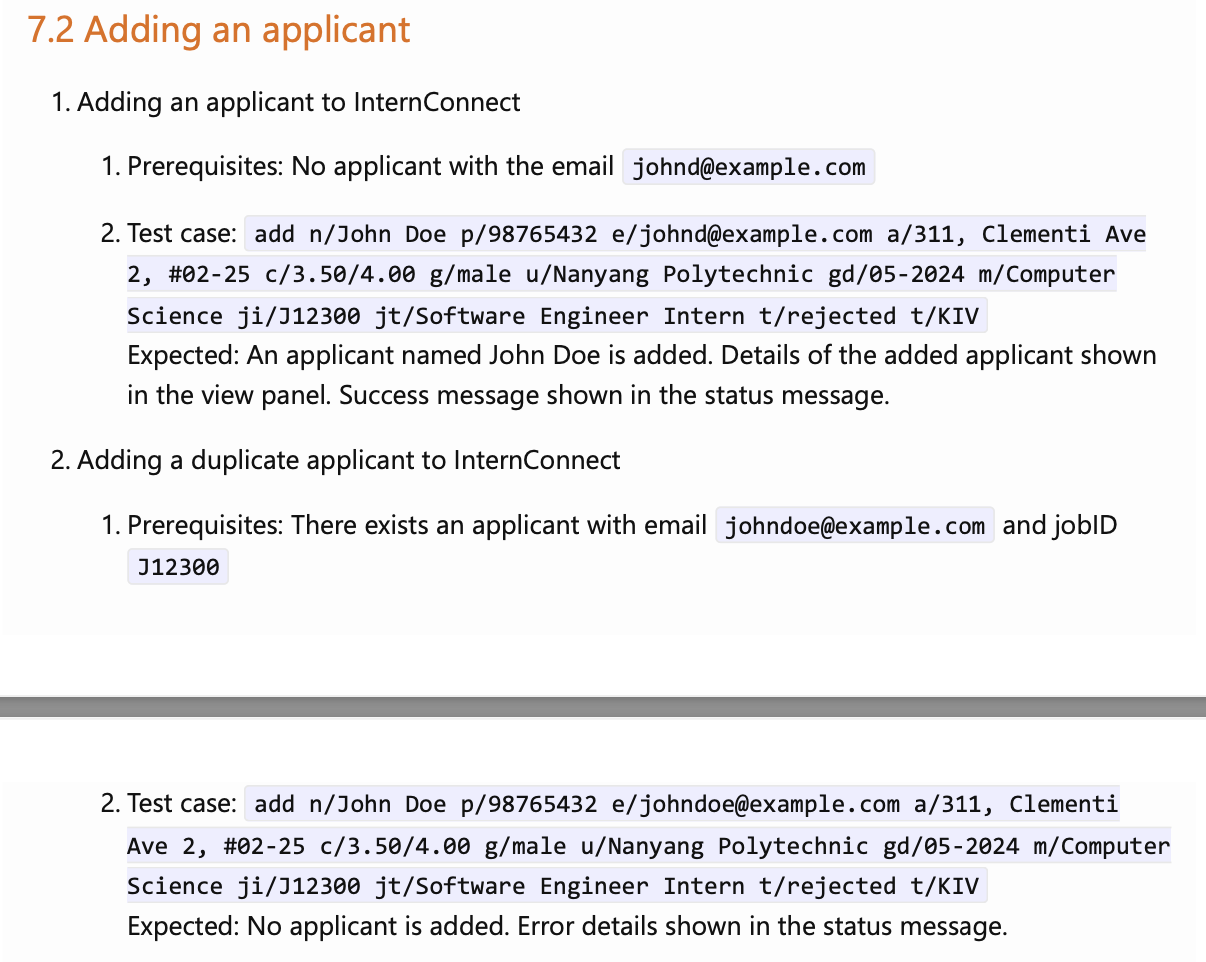 7.2 Adding an applicant
1. Adding an applicant to InternConnect
1. Prerequisites: No applicant with the email johnd@example.com
2. Test case: add n/John Doe p/98765432 e/johnd@example.com a/311, Clementi Ave
2, #02-25 c/3.50/4.00 g/male u/Nanyang Polytechnic gd/05-2024 m/Computer
Science ji/J12300 jt/Software Engineer Intern t/rejected t/KIV
Expected: An applicant named John Doe is added. Details of the added applicant shown
in the view panel. Success message shown in the status message.
2. Adding a duplicate applicant to InternConnect
1. Prerequisites: There exists an applicant with email johndoe@example.com and jobID
J12300
2. Test case: add n/John Doe p/98765432 e/johndoe@example.com a/311, Clementi
Ave 2, #02-25 c/3.50/4.00 g/male u/Nanyang Polytechnic gd/05-2024 m/Computer
Science ji/J12300 jt/Software Engineer Intern t/rejected t/KIV
Expected: No applicant is added. Error details shown in the status message.